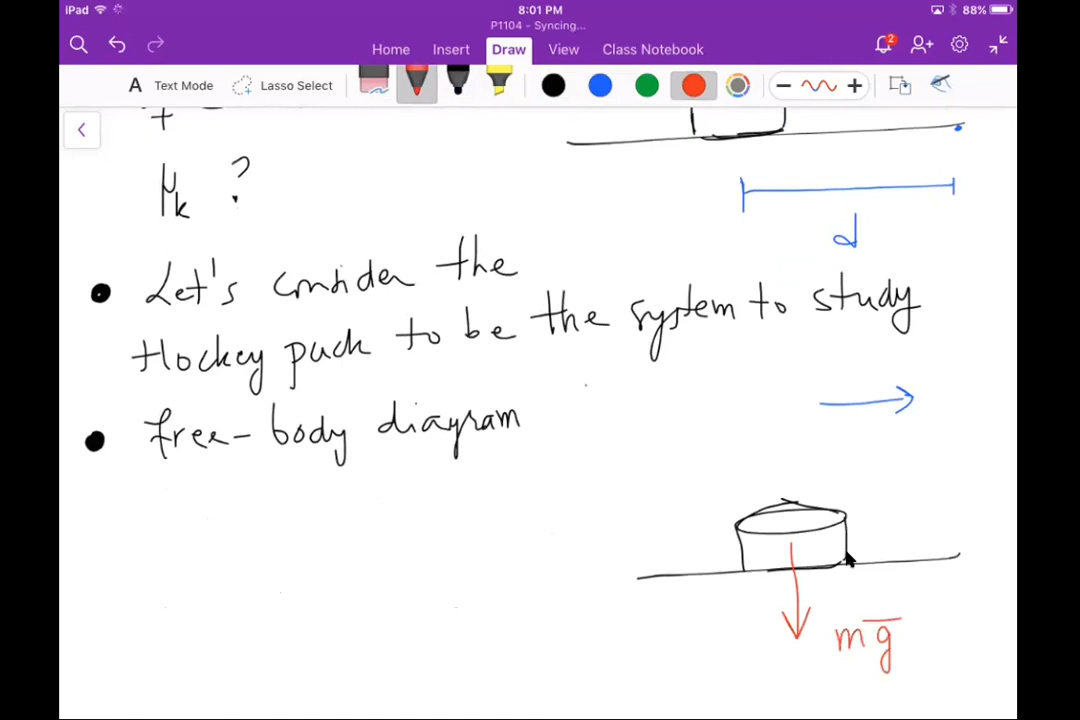 iPad
8:01 PM
88%
P1104 - Syncing...
Home Insert Draw View Class Notebook
2
A Text Mode Lasso Select
μk ?
d
• Let's consider the
Hockey puck to be the system to study
• free-body diagram
mg̅